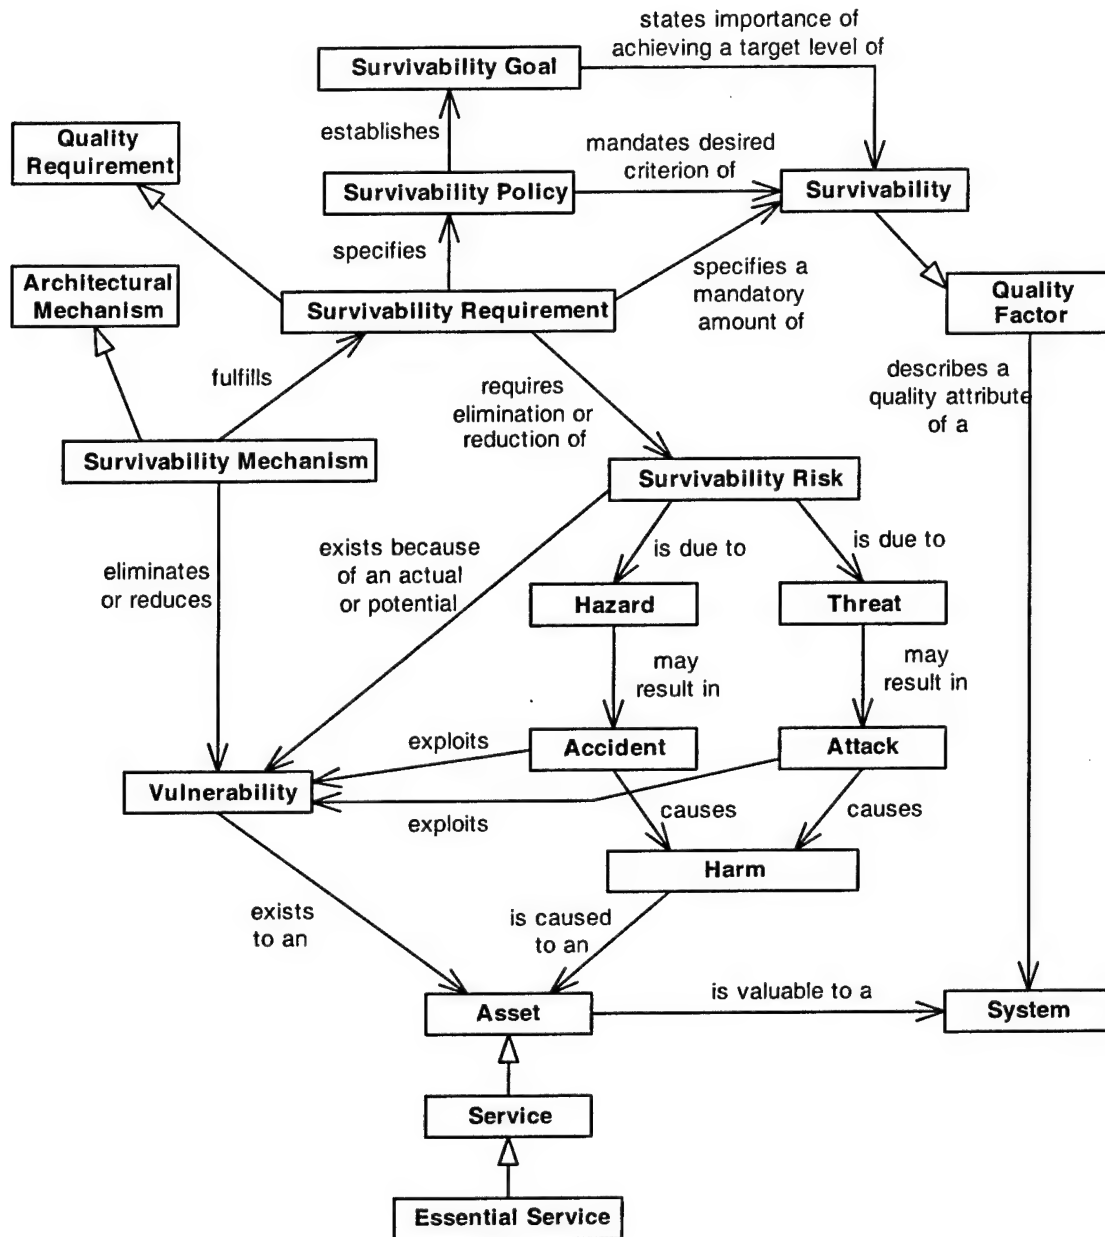 states importance of
achieving a target level of
Survivability Goal
Quality
Requirement
establishes
mandates desired
criterion of
Survivability Policy
Survivability
specifies
Architectural
Mechanism
specifies a
mandatory
amount of
Survivability Requirement
Quality
Factor
fulfills
requires
elimination or
reduction of
describes a
quality attribute
of a
Survivability Mechanism
Survivability Risk
eliminates
or reduces
exists because
of an actual
or potential
is due to
is due to
Hazard
Threat
may
result in
may
result in
exploits
Accident
Attack
Vulnerability
exploits
causes
causes
Harm
exists
to an
is caused
to an
Asset
is valuable to a
System
Service
Essential Service